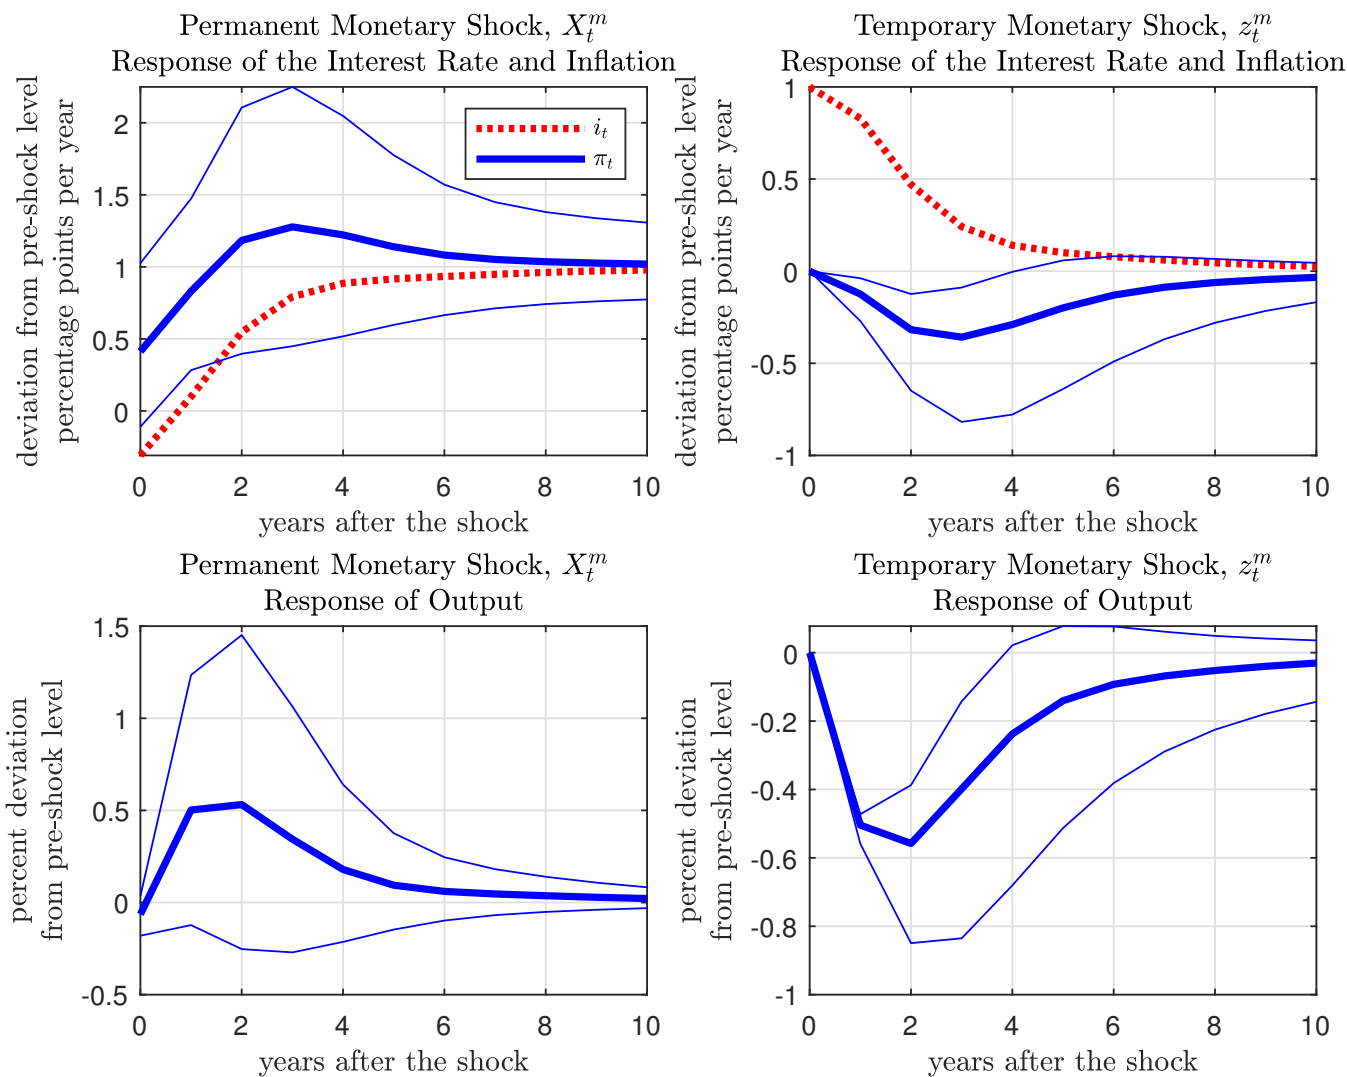 Permanent Monetary Shock, X_t^m
Response of the Interest Rate and Inflation
deviation from pre-shock level
percentage points per year
2
1.5
1
0.5
0
i_t
π_t
0 2 4 6 8 10
years after the shock
Temporary Monetary Shock, z_t^m
Response of the Interest Rate and Inflation
deviation from pre-shock level
percentage points per year
1
0.5
0
-0.5
-1
0 2 4 6 8 10
years after the shock
Permanent Monetary Shock, X_t^m
Response of Output
percent deviation
from pre-shock level
1.5
1
0.5
0
-0.5
0 2 4 6 8 10
years after the shock
Temporary Monetary Shock, z_t^m
Response of Output
percent deviation
from pre-shock level
0
-0.2
-0.4
-0.6
-0.8
-1
0 2 4 6 8 10
years after the shock